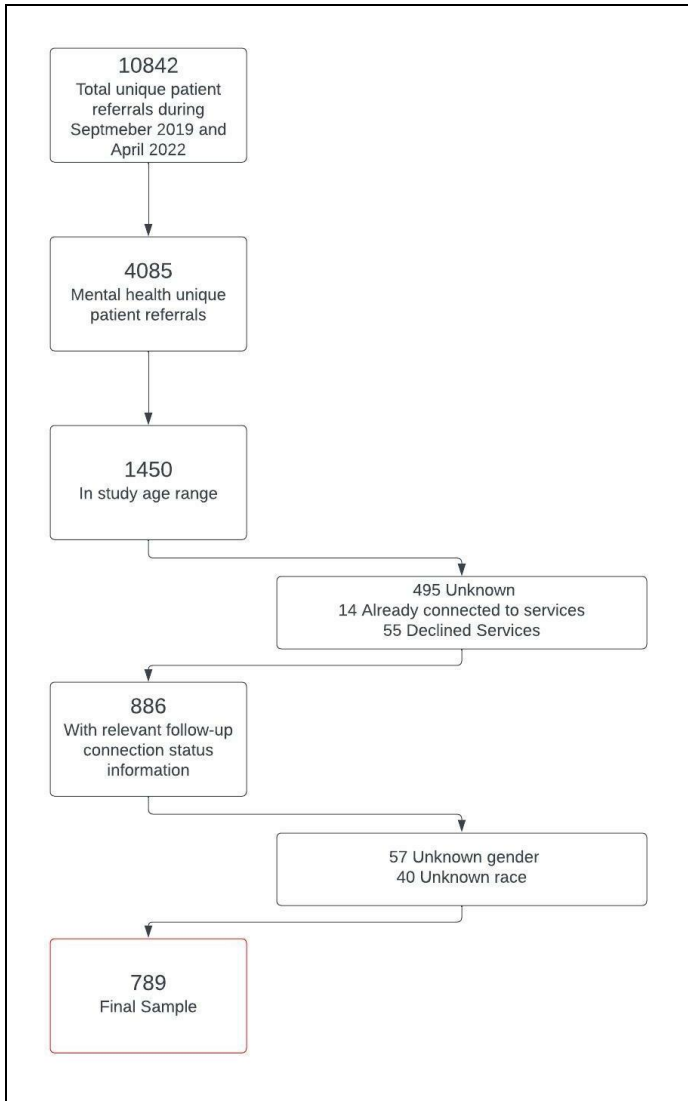 10842
Total unique patient
referrals during
Septmeber 2019 and
April 2022
4085
Mental health unique
patient referrals
1450
In study age range
495 Unknown
14 Already connected to services
55 Declined Services
886
With relevant follow-up
connection status
information
57 Unknown gender
40 Unknown race
789
Final Sample